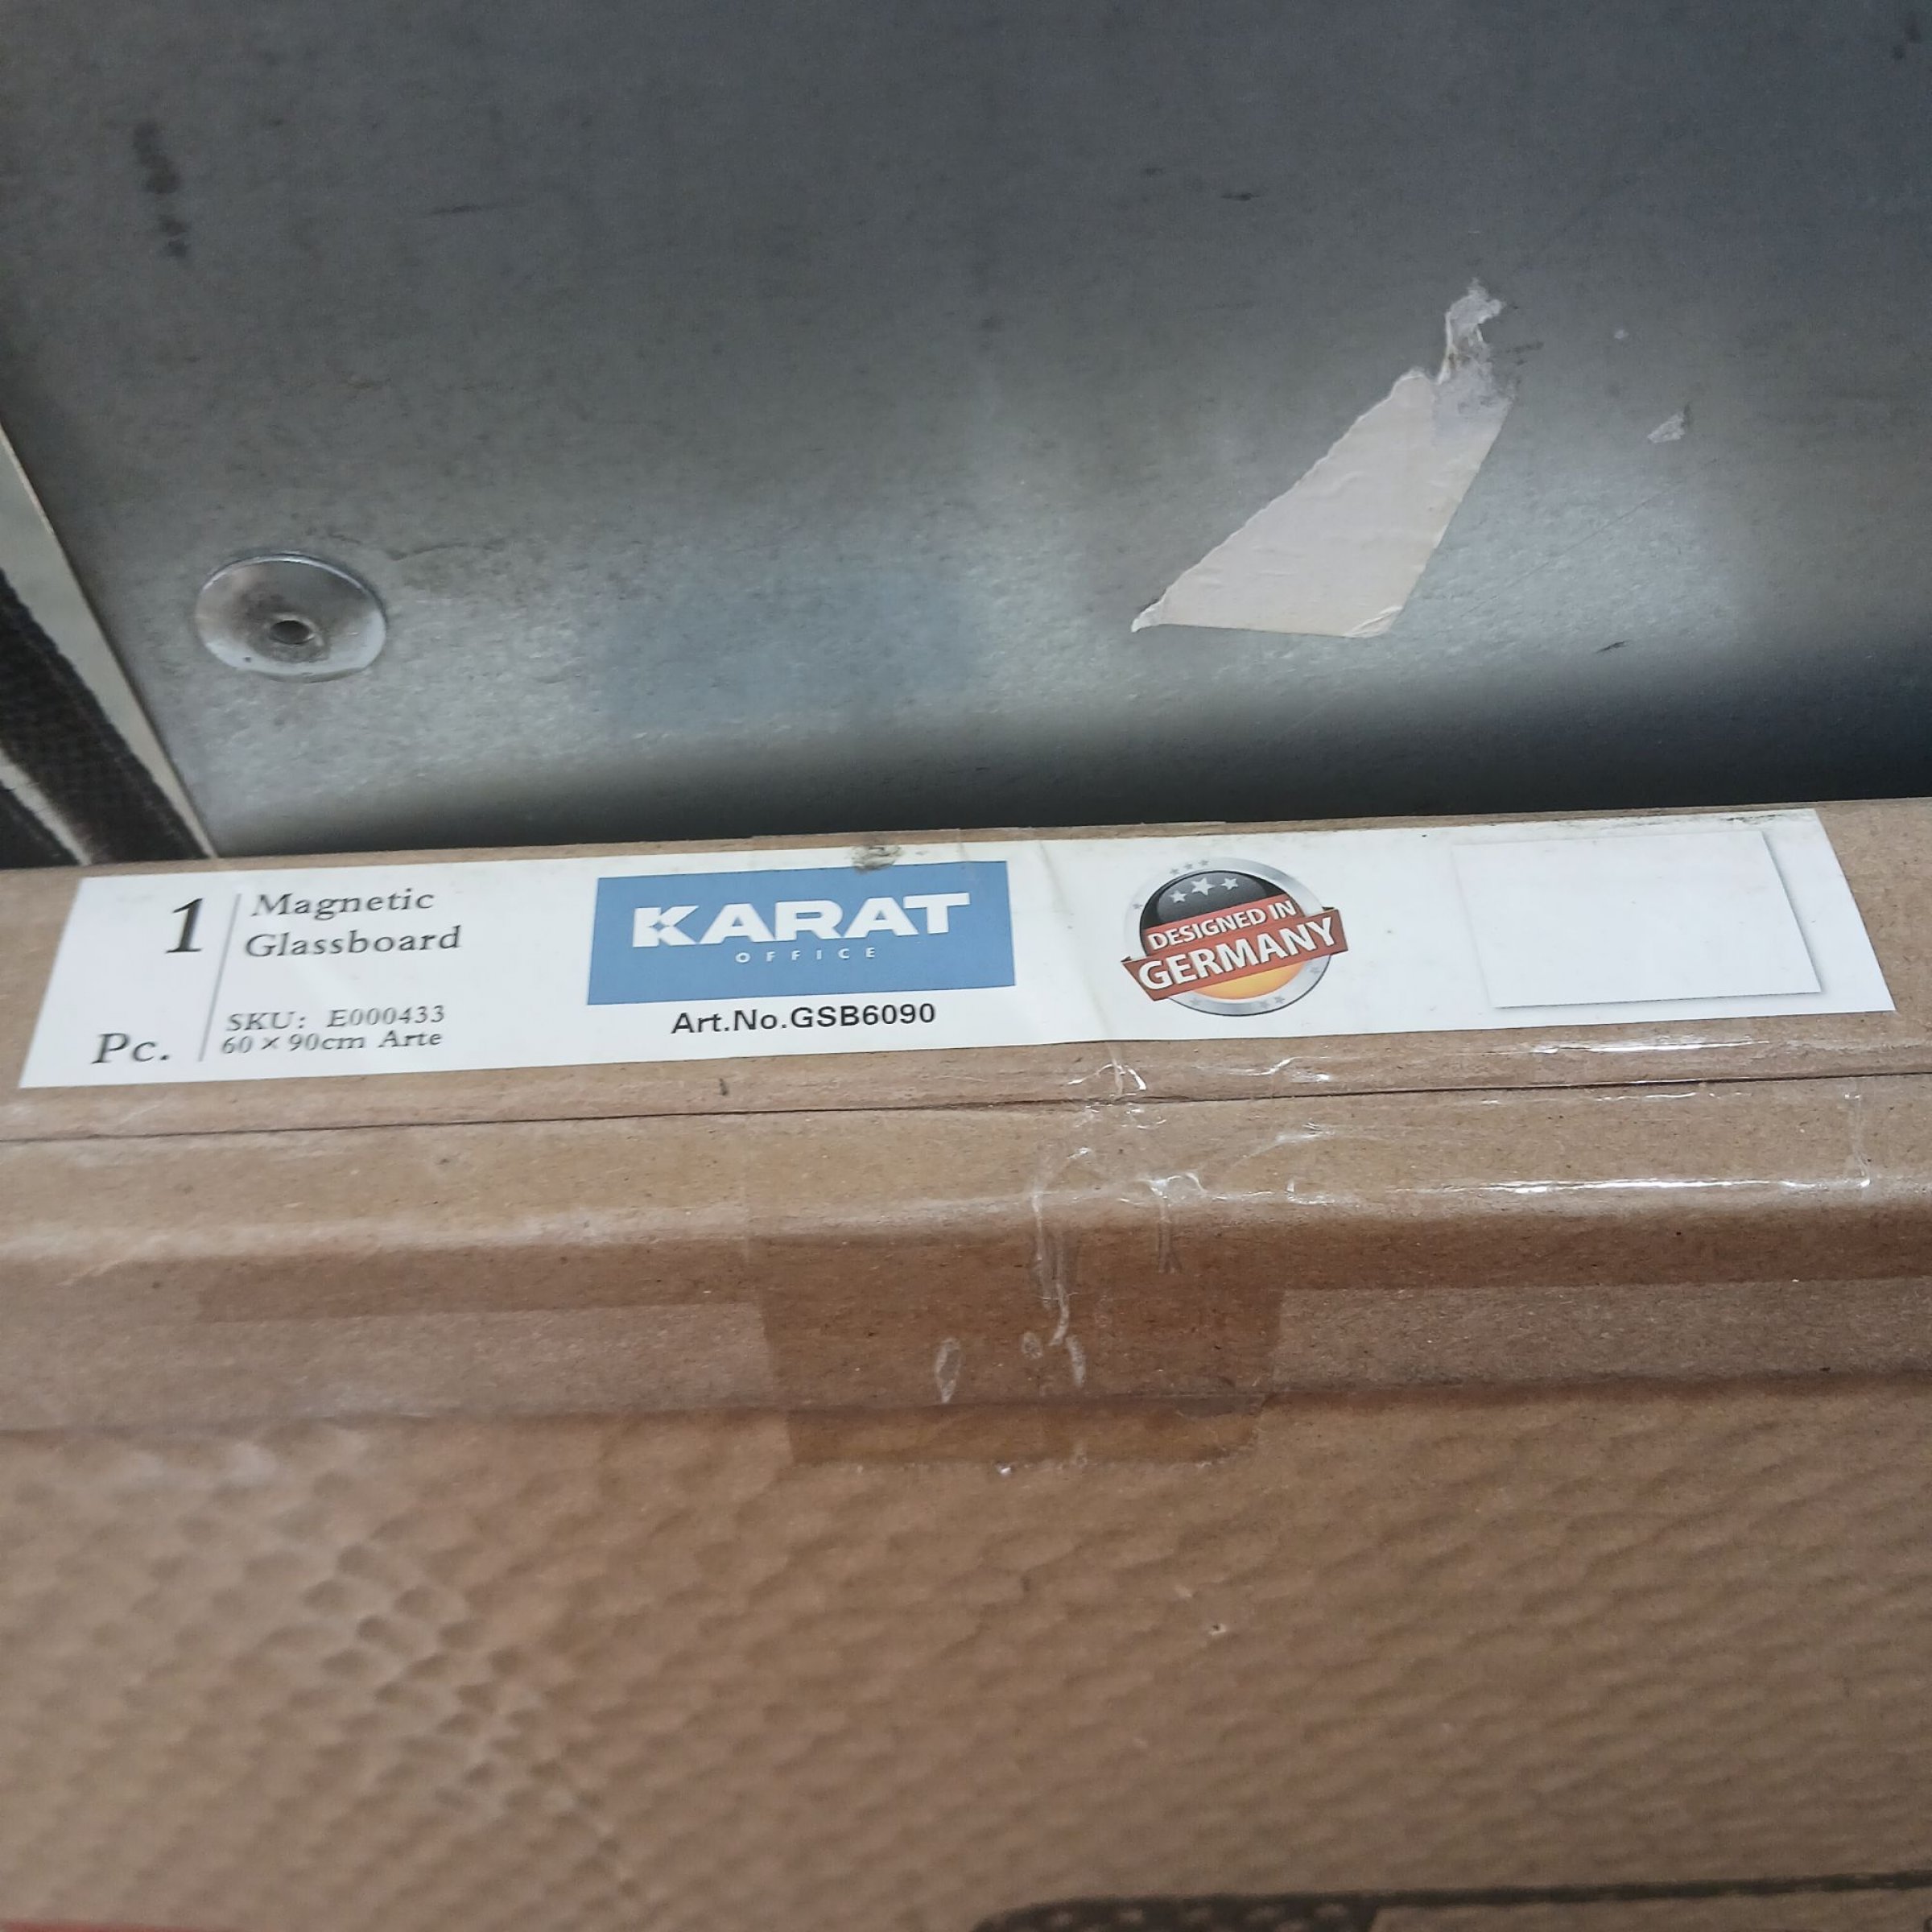 1
Pc.
Magnetic
Glassboard
SKU: E000433
60×90cm Arte
KARAT
OFFICE
Art.No.GSB6090
DESIGNED IN
GERMANY